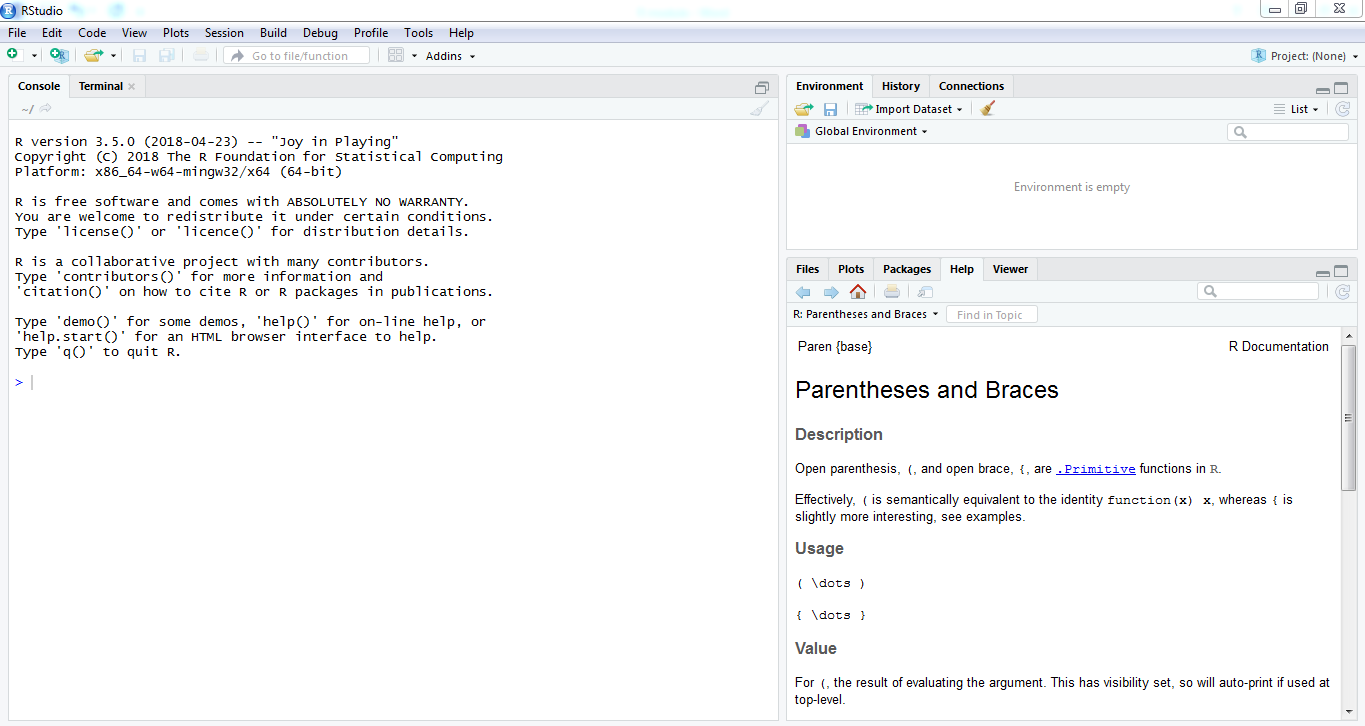 RStudio
File Edit Code View Plots Session Build Debug Profile Tools Help
Go to file/function Addins Project: (None)
Console Terminal
~/
R version 3.5.0 (2018-04-23) -- "Joy in Playing"
Copyright (C) 2018 The R Foundation for Statistical Computing
Platform: x86_64-w64-mingw32/x64 (64-bit)
R is free software and comes with ABSOLUTELY NO WARRANTY.
You are welcome to redistribute it under certain conditions.
Type 'license()' or 'licence()' for distribution details.
R is a collaborative project with many contributors.
Type 'contributors()' for more information and
'citation()' on how to cite R or R packages in publications.
Type 'demo()' for some demos, 'help()' for on-line help, or
'help.start()' for an HTML browser interface to help.
Type 'q()' to quit R.
>
Environment History Connections
Import Dataset List
Global Environment
Environment is empty
Files Plots Packages Help Viewer
R: Parentheses and Braces Find in Topic
Paren {base} R Documentation
Parentheses and Braces
Description
Open parenthesis, (, and open brace, {, are .Primitive functions in R.
Effectively, ( is semantically equivalent to the identity function(x) x, whereas { is
slightly more interesting, see examples.
Usage
( \dots )
{ \dots }
Value
For (, the result of evaluating the argument. This has visibility set, so will auto-print if used at
top-level.